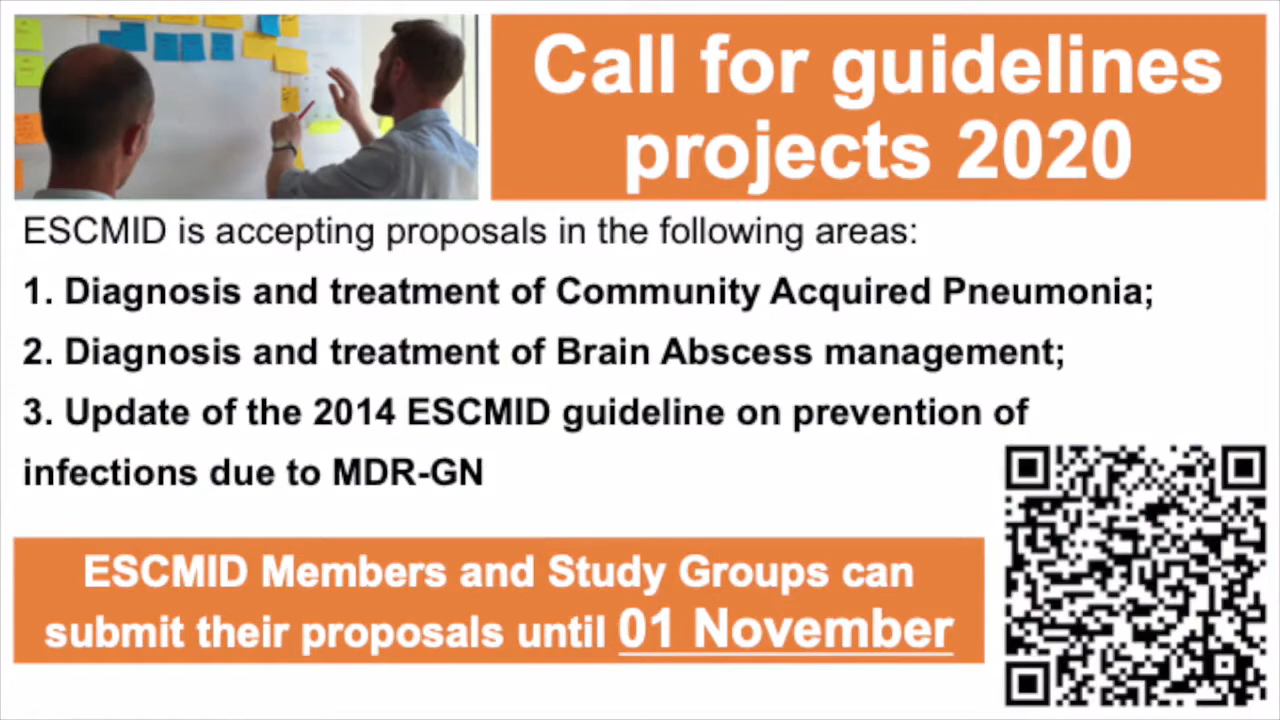 Call for guidelines
projects 2020
ESCMID is accepting proposals in the following areas:
1. Diagnosis and treatment of Community Acquired Pneumonia;
2. Diagnosis and treatment of Brain Abscess management;
3. Update of the 2014 ESCMID guideline on prevention of
infections due to MDR-GN
ESCMID Members and Study Groups can
submit their proposals until 01 November